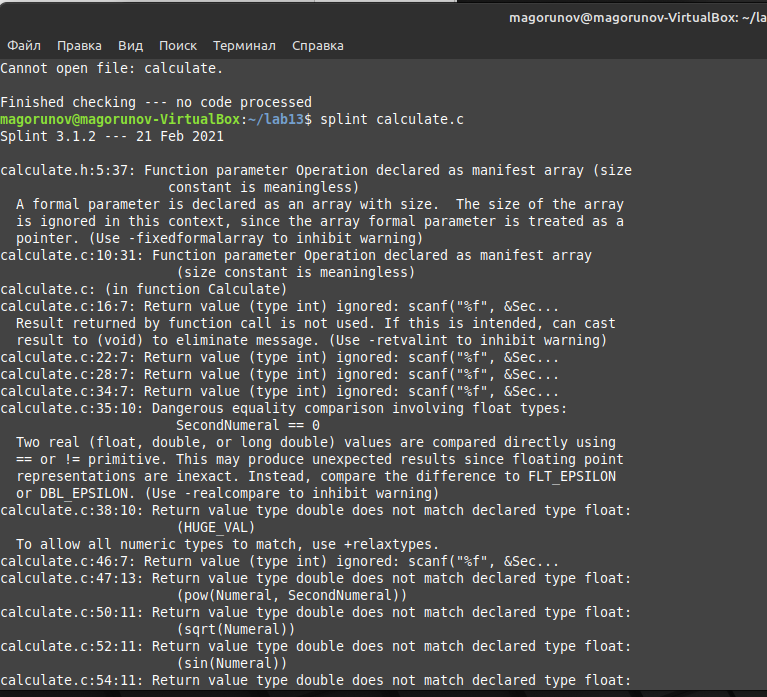 magorunov@magorunov-VirtualBox: ~/la
Файл Правка Вид Поиск Терминал Справка
Cannot open file: calculate.
Finished checking --- no code processed
magorunov@magorunov-VirtualBox:~/lab13$ splint calculate.c
Splint 3.1.2 --- 21 Feb 2021
calculate.h:5:37: Function parameter Operation declared as manifest array (size
constant is meaningless)
A formal parameter is declared as an array with size.  The size of the array
is ignored in this context, since the array formal parameter is treated as a
pointer. (Use -fixedformalarray to inhibit warning)
calculate.c:10:31: Function parameter Operation declared as manifest array
(size constant is meaningless)
calculate.c: (in function Calculate)
calculate.c:16:7: Return value (type int) ignored: scanf("%f", &Sec...
Result returned by function call is not used. If this is intended, can cast
result to (void) to eliminate message. (Use -retvalint to inhibit warning)
calculate.c:22:7: Return value (type int) ignored: scanf("%f", &Sec...
calculate.c:28:7: Return value (type int) ignored: scanf("%f", &Sec...
calculate.c:34:7: Return value (type int) ignored: scanf("%f", &Sec...
calculate.c:35:10: Dangerous equality comparison involving float types:
SecondNumeral == 0
Two real (float, double, or long double) values are compared directly using
== or != primitive. This may produce unexpected results since floating point
representations are inexact. Instead, compare the difference to FLT_EPSILON
or DBL_EPSILON. (Use -realcompare to inhibit warning)
calculate.c:38:10: Return value type double does not match declared type float:
(HUGE_VAL)
To allow all numeric types to match, use +relaxtypes.
calculate.c:46:7: Return value (type int) ignored: scanf("%f", &Sec...
calculate.c:47:13: Return value type double does not match declared type float:
(pow(Numeral, SecondNumeral))
calculate.c:50:11: Return value type double does not match declared type float:
(sqrt(Numeral))
calculate.c:52:11: Return value type double does not match declared type float:
(sin(Numeral))
calculate.c:54:11: Return value type double does not match declared type float: